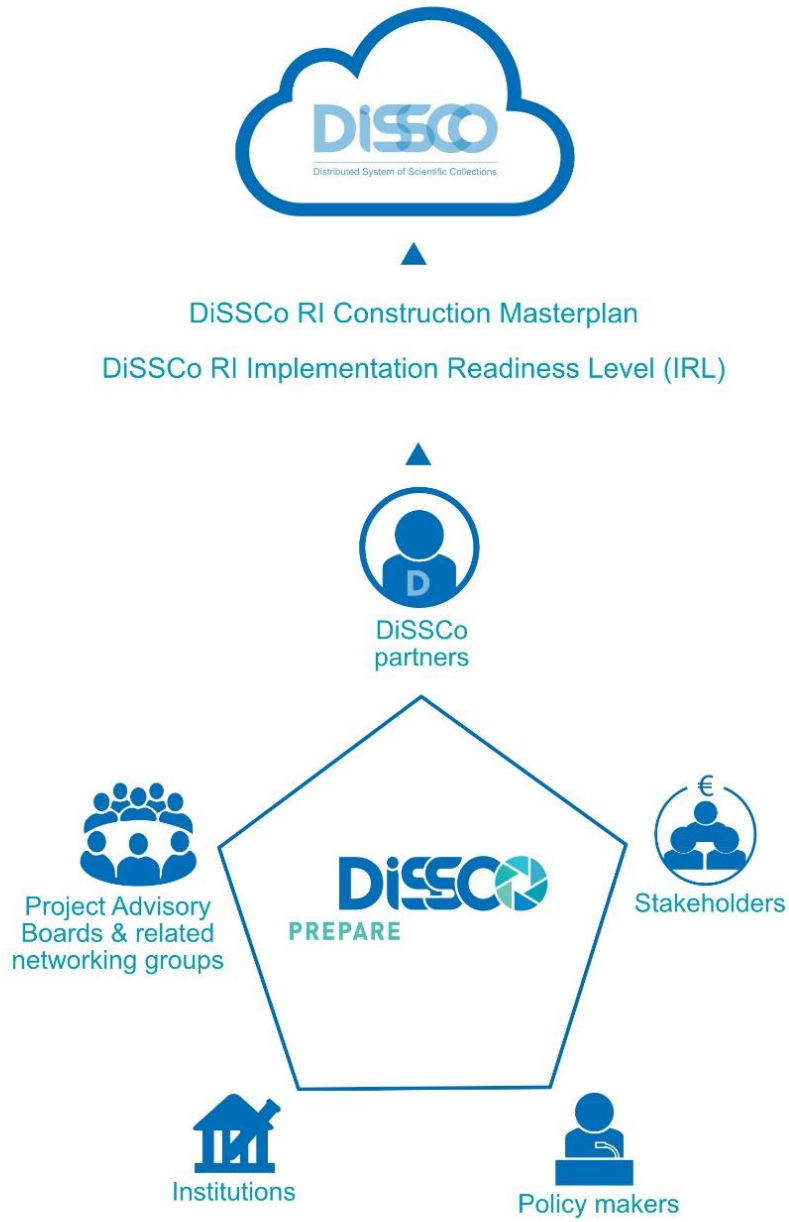 DiSSCo
Distributed System of Scientific Collections
DiSSCo RI Construction Masterplan
DiSSCo RI Implementation Readiness Level (IRL)
D
DiSSCo
partners
€
Project Advisory
Boards & related
networking groups
Stakeholders
DiSSCo
PREPARE
Institutions
Policy makers